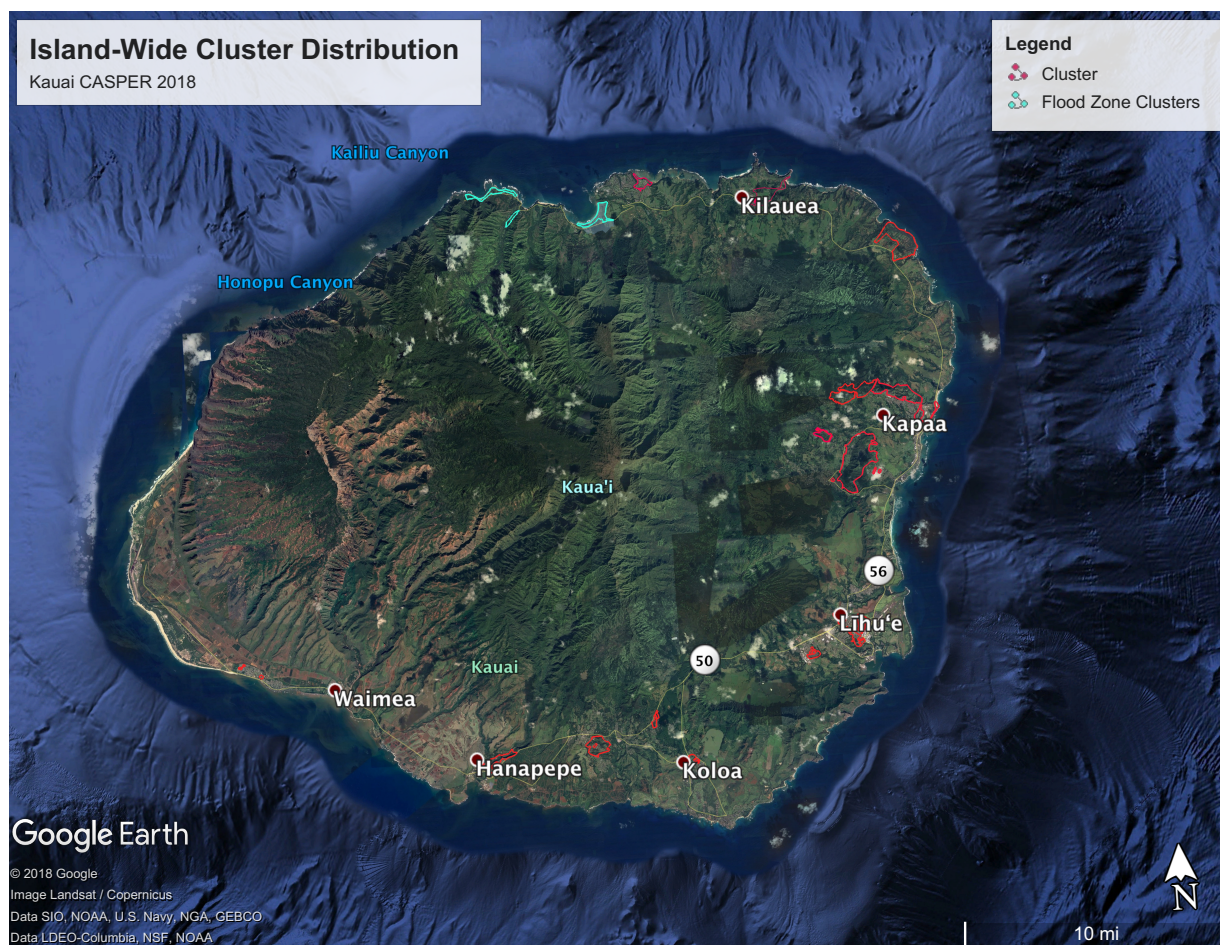 Island-Wide Cluster Distribution
Kauai CASPER 2018
Legend
Cluster
Flood Zone Clusters
Kailiu Canyon
Kilauea
Honopu Canyon
Kapaa
Kaua'i
56
Līhu‘e
50
Kauai
Waimea
Hanapepe
Koloa
Google Earth
© 2018 Google
Image Landsat / Copernicus
Data SIO, NOAA, U.S. Navy, NGA, GEBCO
Data LDEO-Columbia, NSF, NOAA
N
10 mi